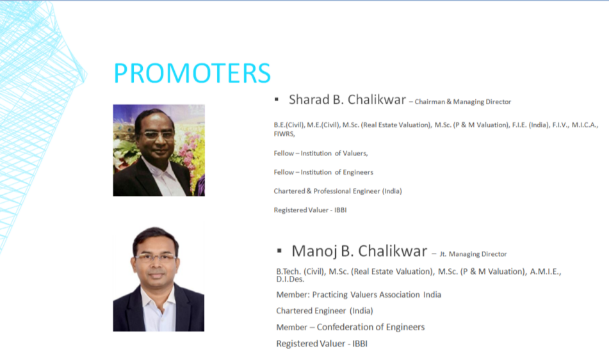 PROMOTERS
▪ Sharad B. Chalikwar – Chairman & Managing Director
B.E.(Civil), M.E.(Civil), M.Sc. (Real Estate Valuation), M.Sc. (P & M Valuation), F.I.E. (India), F.I.V., M.I.C.A.,
FIWRS,
Fellow – Institution of Valuers,
Fellow – Institution of Engineers
Chartered & Professional Engineer (India)
Registered Valuer - IBBI
▪ Manoj B. Chalikwar – Jt. Managing Director
B.Tech. (Civil), M.Sc. (Real Estate Valuation), M.Sc. (P & M Valuation), A.M.I.E.,
D.I.Des.
Member: Practicing Valuers Association India
Chartered Engineer (India)
Member – Confederation of Engineers
Registered Valuer - IBBI